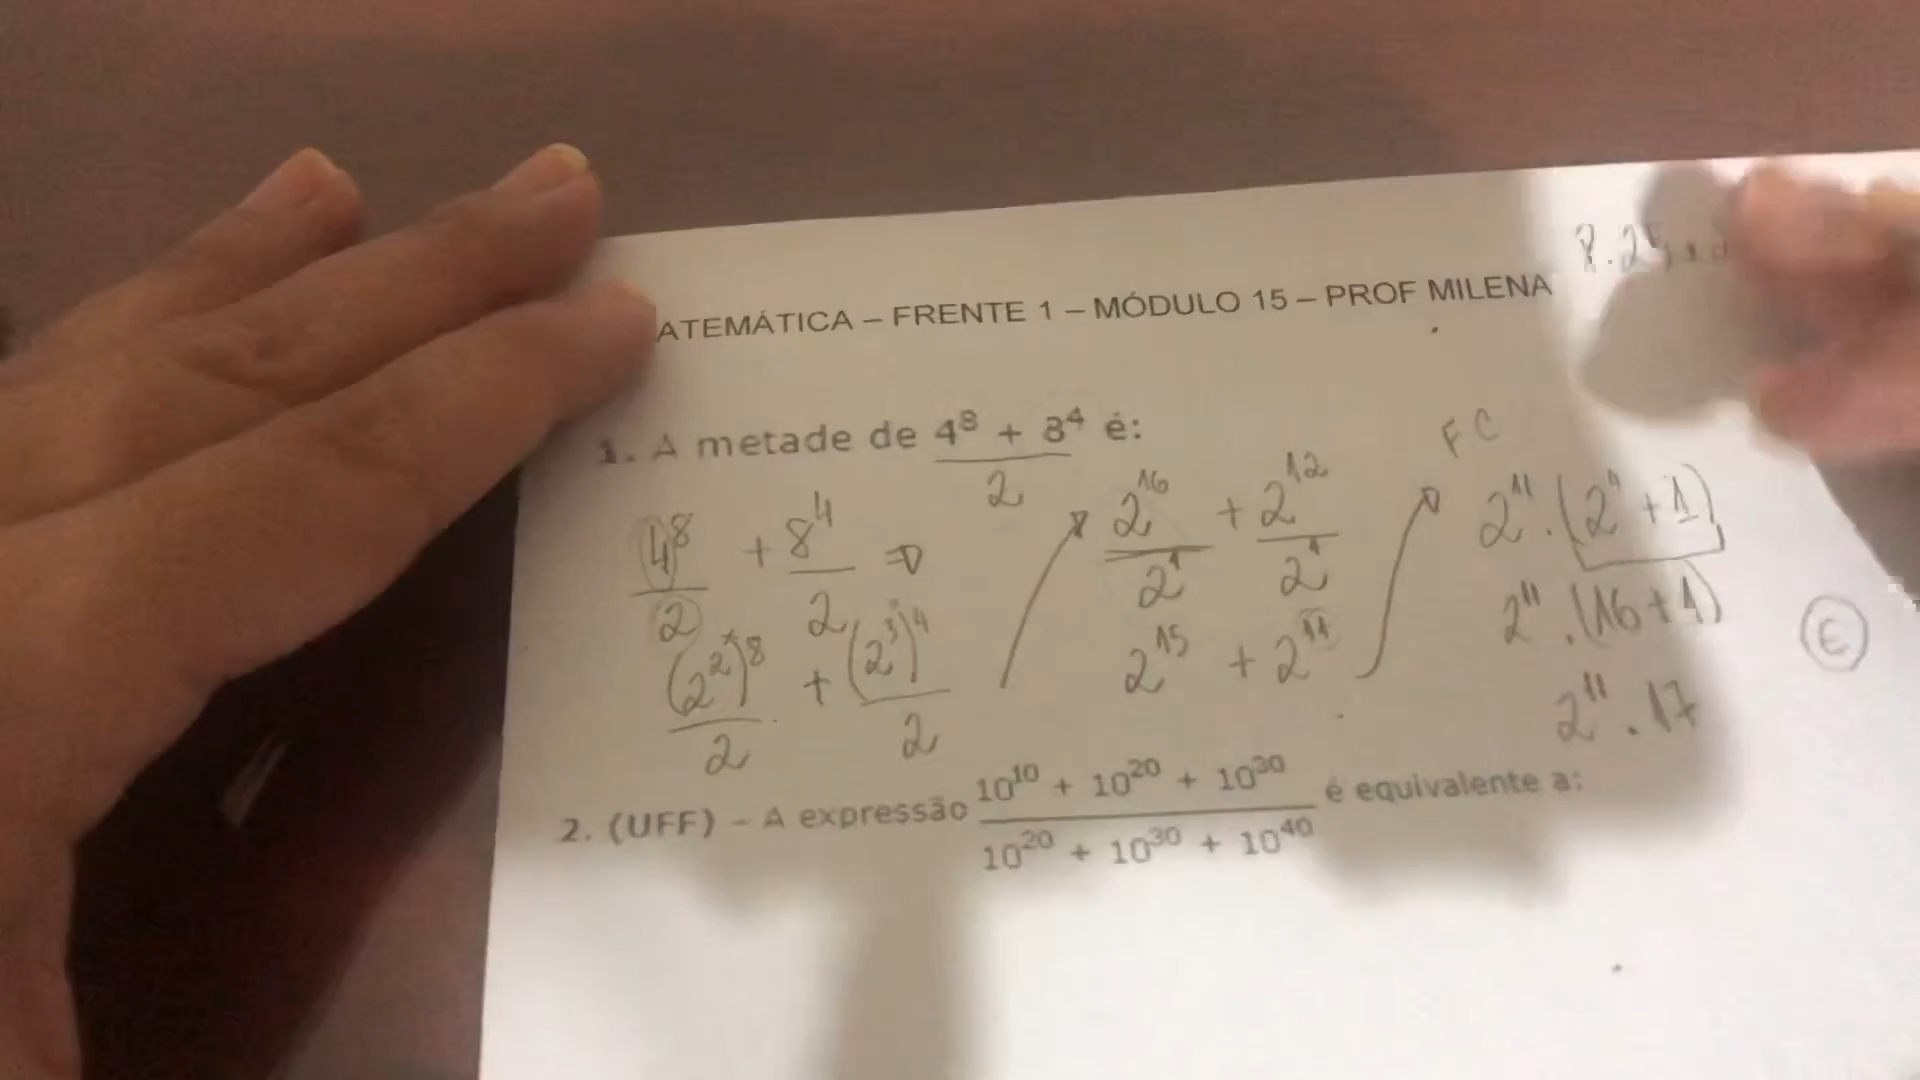 ATEMÁTICA – FRENTE 1 – MÓDULO 15 – PROF MILENA
1. A metade de 4⁸ + 8⁴ é:
2
4⁸/2 + 8⁴/2 ⇒
(2²)⁸/2 + (2³)⁴/2
2¹⁶/2¹ + 2¹²/2¹
2¹⁵ + 2¹¹
FC
2¹¹.(2⁴+1)
2¹¹.(16+1)
2¹¹.17
E
2. (UFF) – A expressão (10¹⁰ + 10²⁰ + 10³⁰)/(10²⁰ + 10³⁰ + 10⁴⁰) é equivalente a: